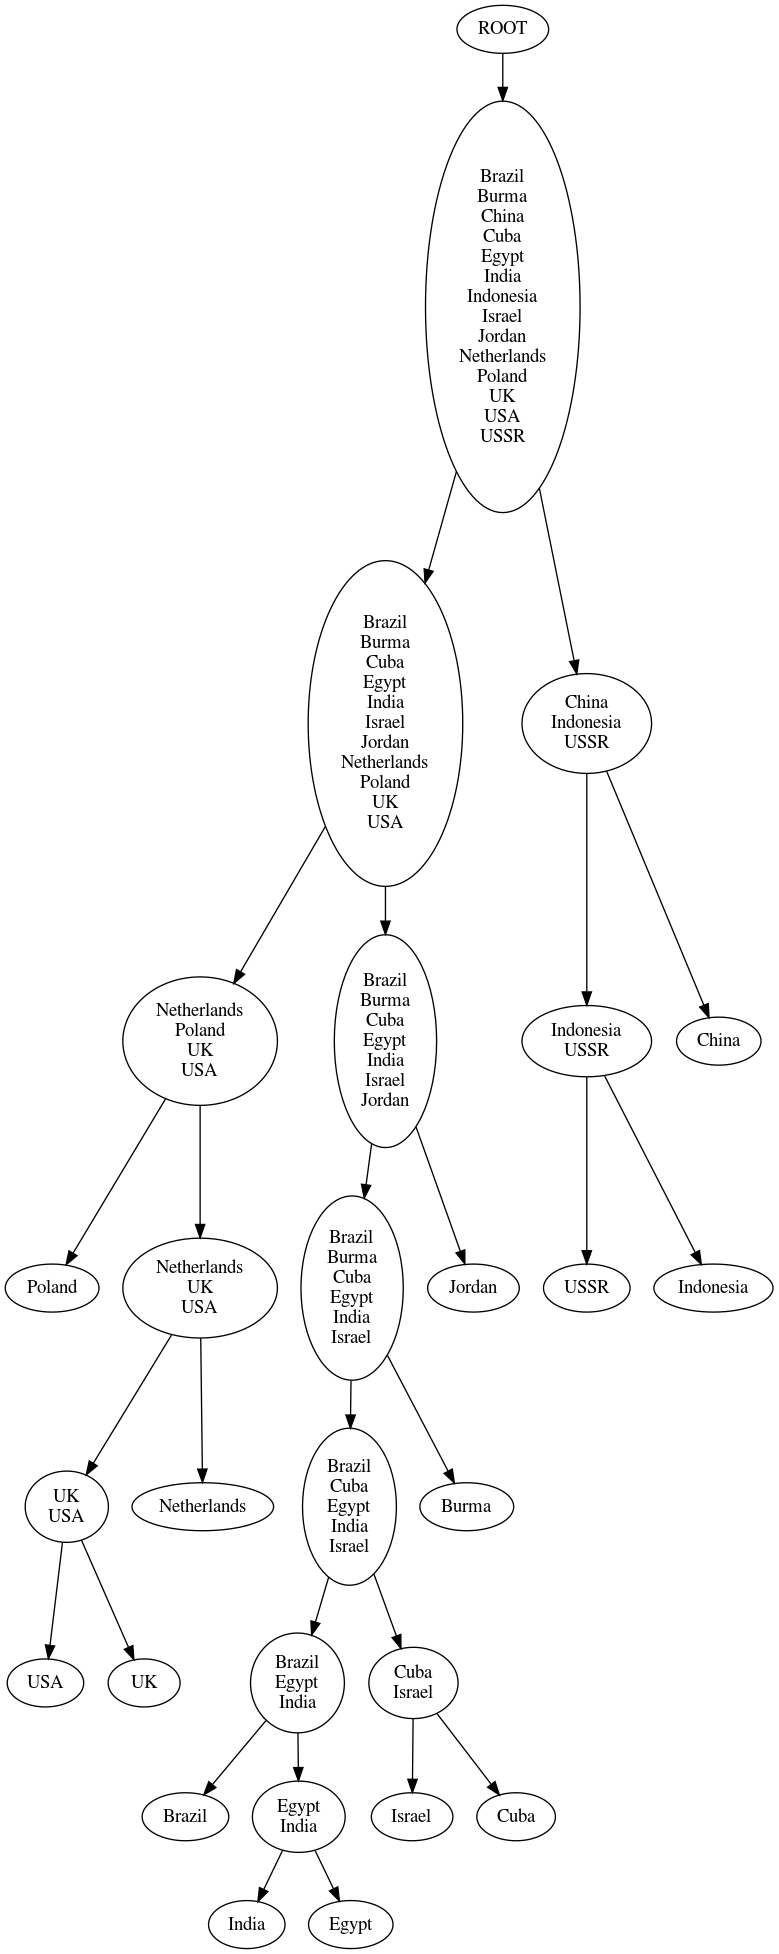 ROOT
Brazil
Burma
China
Cuba
Egypt
India
Indonesia
Israel
Jordan
Netherlands
Poland
UK
USA
USSR
Brazil
Burma
Cuba
Egypt
India
Israel
Jordan
Netherlands
Poland
UK
USA
China
Indonesia
USSR
Netherlands
Poland
UK
USA
Brazil
Burma
Cuba
Egypt
India
Israel
Jordan
Indonesia
USSR
China
Poland
Netherlands
UK
USA
Brazil
Burma
Cuba
Egypt
India
Israel
Jordan
USSR
Indonesia
UK
USA
Netherlands
Brazil
Cuba
Egypt
India
Israel
Burma
USA
UK
Brazil
Egypt
India
Cuba
Israel
Brazil
Egypt
India
Israel
Cuba
India
Egypt